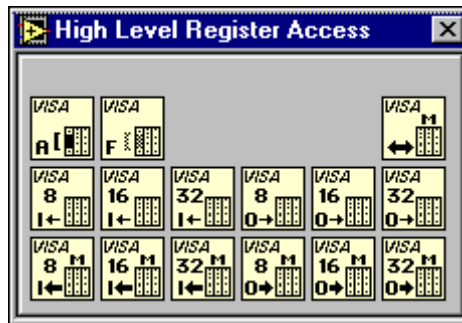 High Level Register Access
VISA VISA VISA
M
A F
VISA VISA VISA VISA VISA VISA
8 16 32 8 16 32
I← I← I← O→ O→ O→
VISA VISA VISA VISA VISA VISA
8 M 16 M 32 M 8 M 16 M 32 M
I← I← I← O→ O→ O→